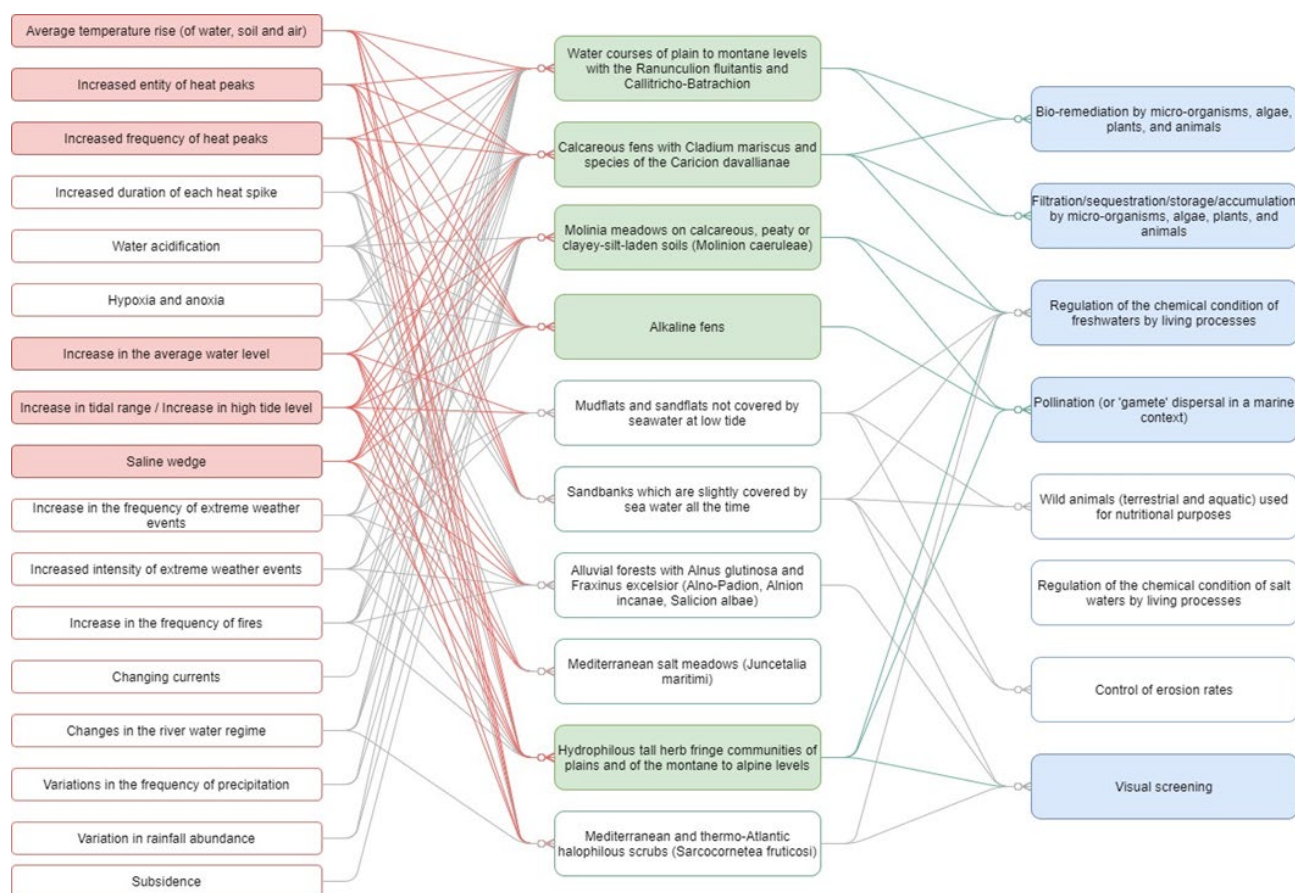 Average temperature rise (of water, soil and air)
Increased entity of heat peaks
Increased frequency of heat peaks
Increased duration of each heat spike
Water acidification
Hypoxia and anoxia
Increase in the average water level
Increase in tidal range / Increase in high tide level
Saline wedge
Increase in the frequency of extreme weather
events
Increased intensity of extreme weather events
Increase in the frequency of fires
Changing currents
Changes in the river water regime
Variations in the frequency of precipitation
Variation in rainfall abundance
Subsidence
Water courses of plain to montane levels
with the Ranunculion fluitantis and
Callitricho-Batrachion
Calcareous fens with Cladium mariscus and
species of the Caricion davallianae
Molinia meadows on calcareous, peaty or
clayey-silt-laden soils (Molinion caeruleae)
Alkaline fens
Mudflats and sandflats not covered by
seawater at low tide
Sandbanks which are slightly covered by
sea water all the time
Alluvial forests with Alnus glutinosa and
Fraxinus excelsior (Alno-Padion, Alnion
incanae, Salicion albae)
Mediterranean salt meadows (Juncetalia
maritimi)
Hydrophilous tall herb fringe communities of
plains and of the montane to alpine levels
Mediterranean and thermo-Atlantic
halophilous scrubs (Sarcocornetea fruticosi)
Bio-remediation by micro-organisms, algae,
plants, and animals
Filtration/sequestration/storage/accumulation
by micro-organisms, algae, plants, and
animals
Regulation of the chemical condition of
freshwaters by living processes
Pollination (or 'gamete' dispersal in a marine
context)
Wild animals (terrestrial and aquatic) used
for nutritional purposes
Regulation of the chemical condition of salt
waters by living processes
Control of erosion rates
Visual screening